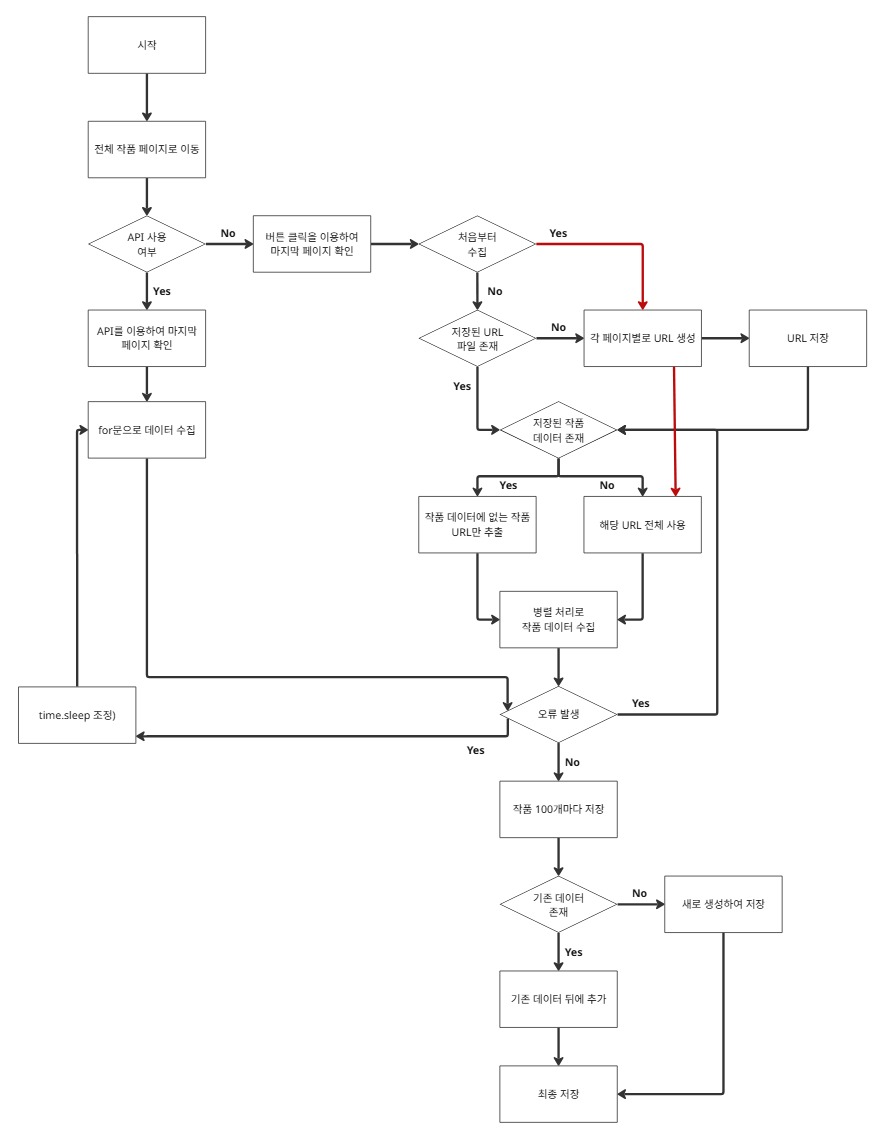 시작
전체 작품 페이지로 이동
API 사용
여부
No
버튼 클릭을 이용하여
마지막 페이지 확인
처음부터
수집
Yes
Yes
No
API를 이용하여 마지막
페이지 확인
저장된 URL
파일 존재
No
각 페이지별로 URL 생성
URL 저장
Yes
for문으로 데이터 수집
저장된 작품
데이터 존재
Yes
No
작품 데이터에 없는 작품
URL만 추출
해당 URL 전체 사용
병렬 처리로
작품 데이터 수집
time.sleep 조정)
오류 발생
Yes
Yes
No
작품 100개마다 저장
기존 데이터
존재
No
새로 생성하여 저장
Yes
기존 데이터 뒤에 추가
최종 저장